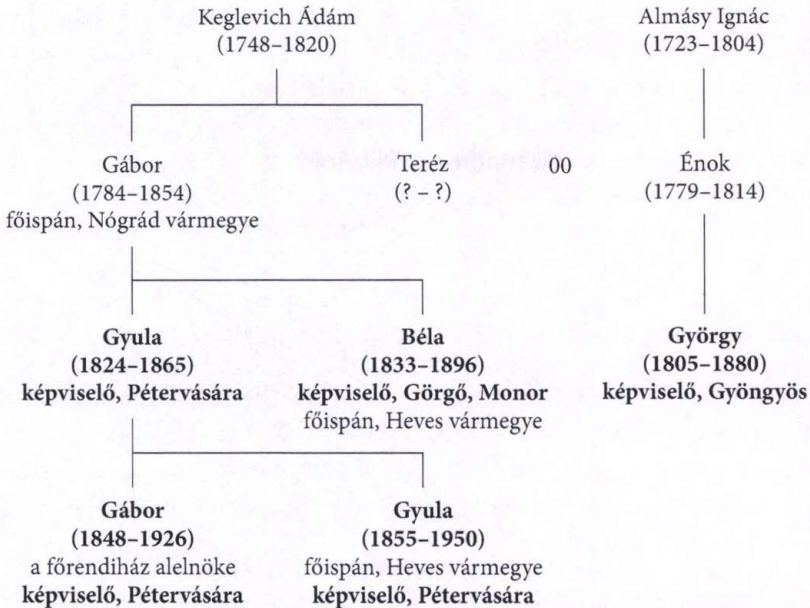 Keglevich Ádám
(1748–1820)
Almásy Ignác
(1723–1804)
Gábor
(1784–1854)
főispán, Nógrád vármegye
Teréz
(? – ?)
00
Énok
(1779–1814)
Gyula
(1824–1865)
képviselő, Pétervására
Béla
(1833–1896)
képviselő, Görgő, Monor
főispán, Heves vármegye
György
(1805–1880)
képviselő, Gyöngyös
Gábor
(1848–1926)
a főrendiház alelnöke
képviselő, Pétervására
Gyula
(1855–1950)
főispán, Heves vármegye
képviselő, Pétervására